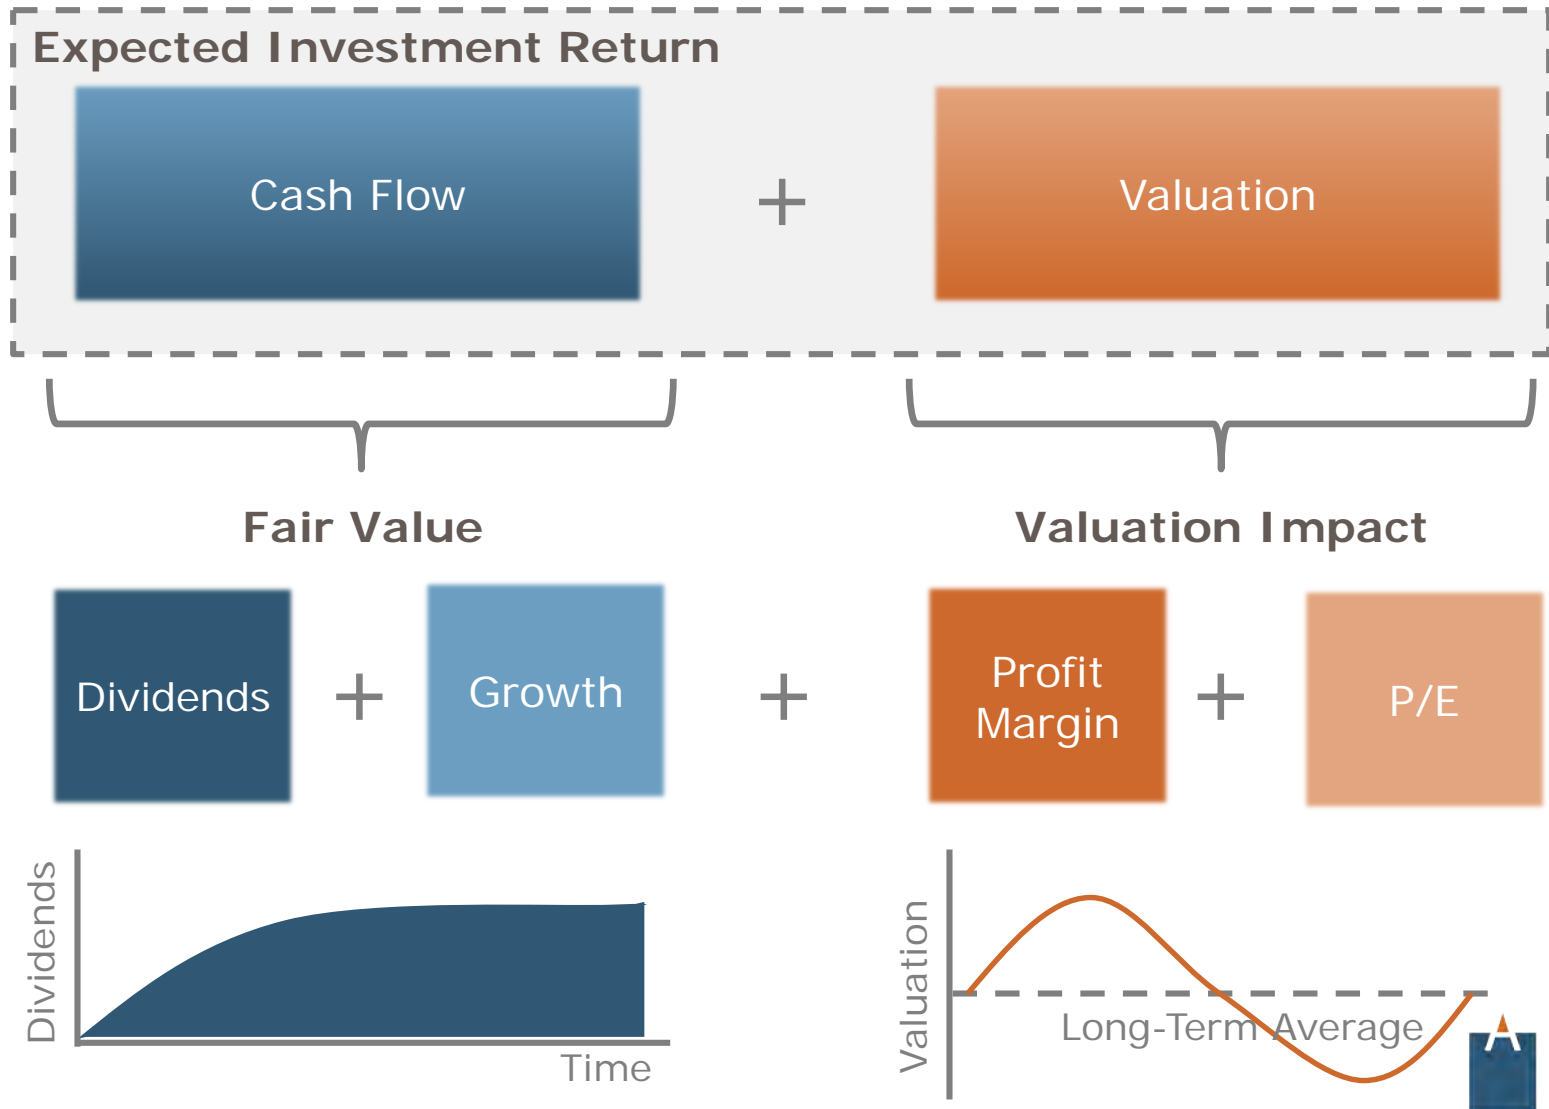 Expected Investment Return
Cash Flow
+
Valuation
Fair Value
Valuation Impact
Dividends
+
Growth
+
Profit
Margin
+
P/E
Dividends
Time
Valuation
Long-Term Average
A